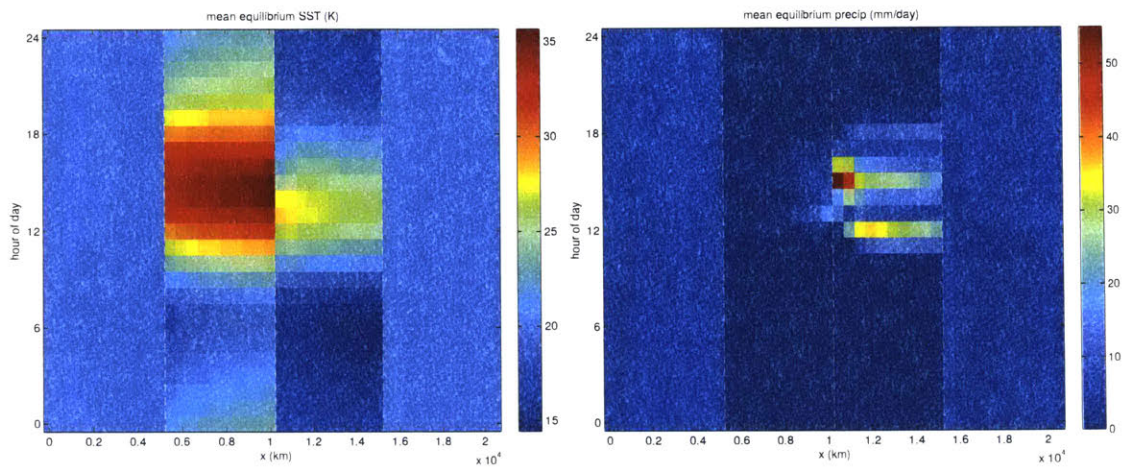 mean equilibrium SST (K)
24
18
12
6
0
hour of day
0 0.2 0.4 0.6 0.8 1 1.2 1.4 1.6 1.8 2
x (km)
x 10⁴
35
30
25
20
15
mean equilibrium precip (mm/day)
24
18
12
6
0
hour of day
0 0.2 0.4 0.6 0.8 1 1.2 1.4 1.6 1.8 2
x (km)
x 10⁴
50
40
30
20
10
0